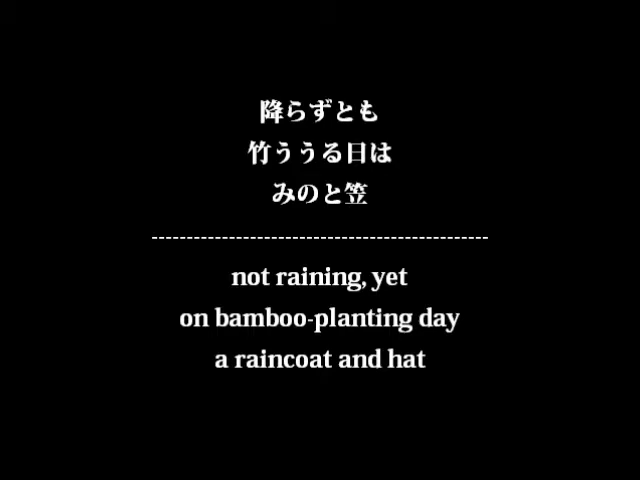 降らずとも
竹ううる日は
みのと笠
------------------------------------------------
not raining, yet
on bamboo-planting day
a raincoat and hat